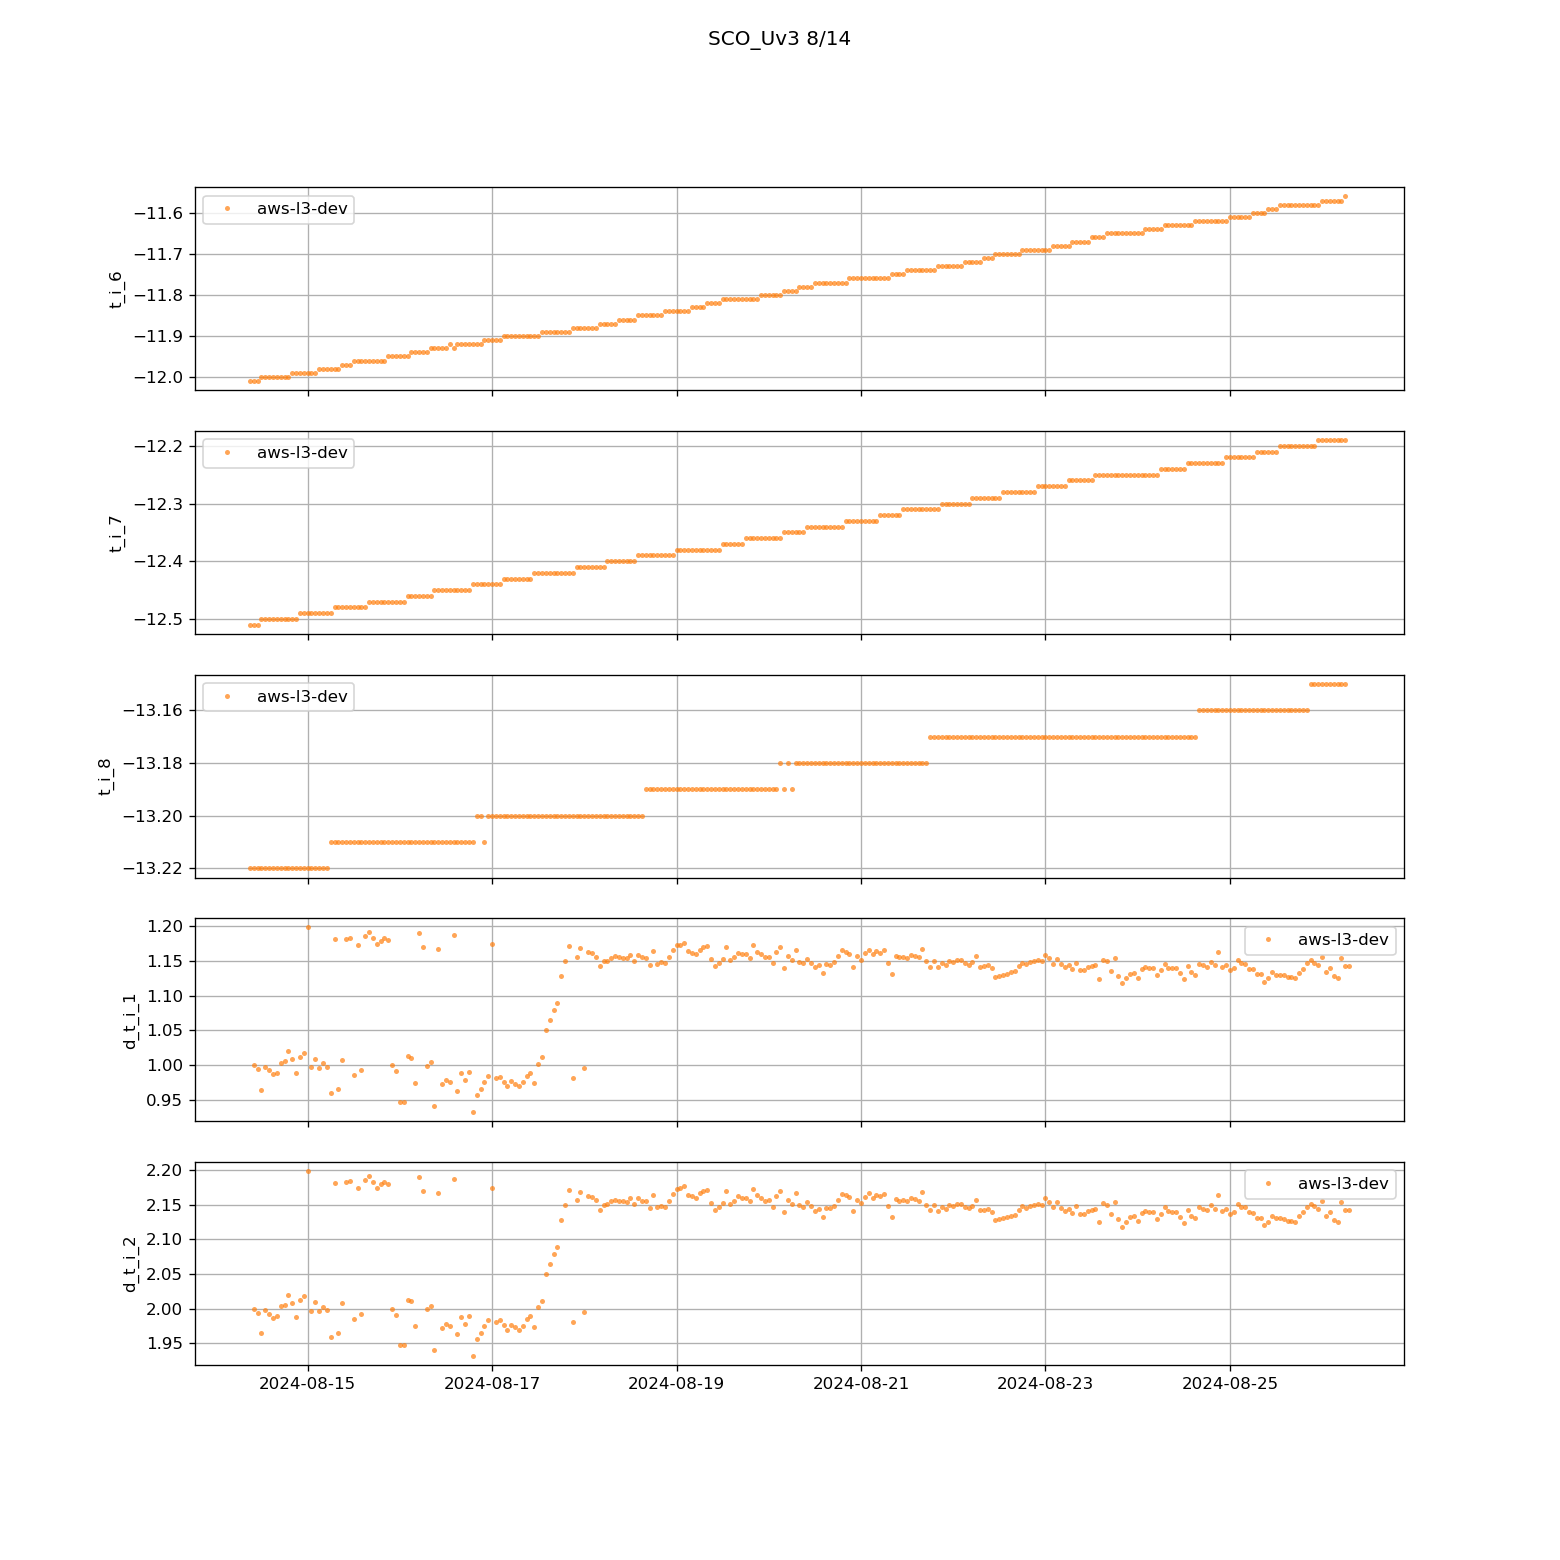 SCO_Uv3 8/14
aws-l3-dev
−11.6
−11.7
−11.8
−11.9
−12.0
t_i_6
aws-l3-dev
−12.2
−12.3
−12.4
−12.5
t_i_7
aws-l3-dev
−13.16
−13.18
−13.20
−13.22
t_i_8
aws-l3-dev
1.20
1.15
1.10
1.05
1.00
0.95
d_t_i_1
aws-l3-dev
2.20
2.15
2.10
2.05
2.00
1.95
d_t_i_2
2024-08-15 2024-08-17 2024-08-19 2024-08-21 2024-08-23 2024-08-25